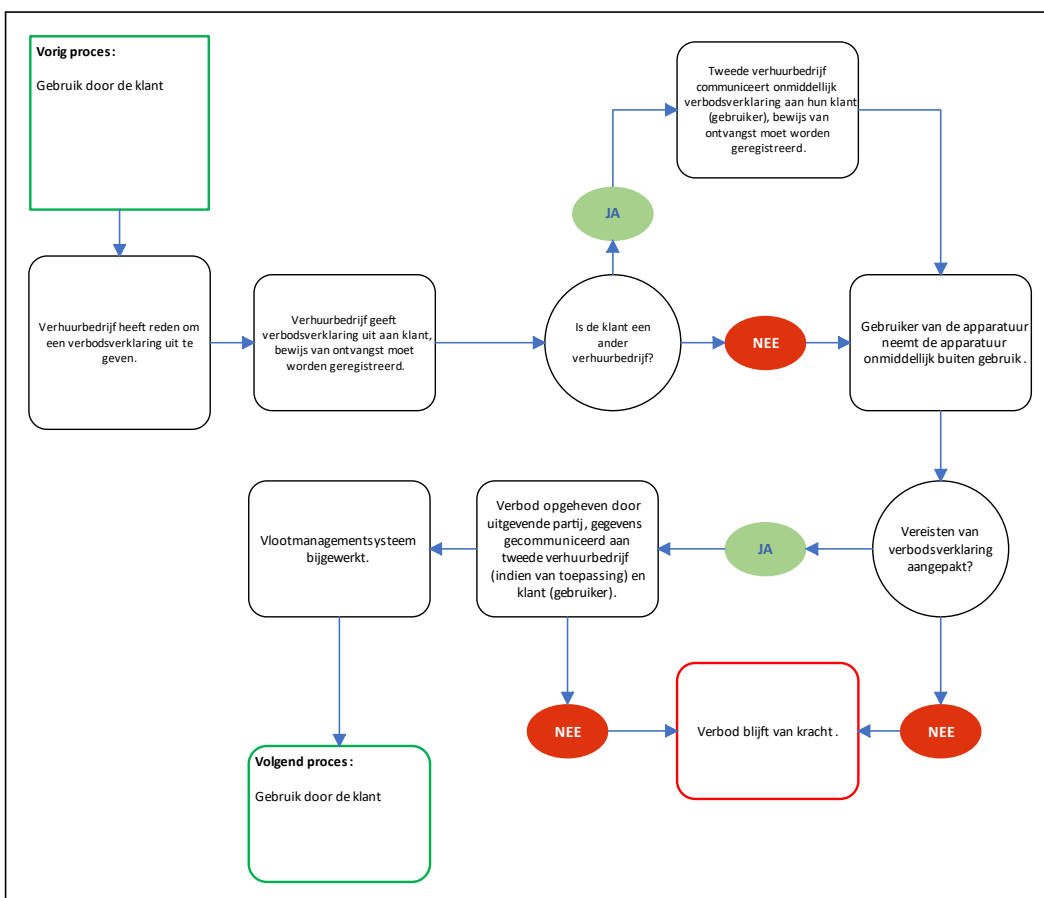 Vorig proces:
Gebruik door de klant
Tweede verhuurbedrijf
communiceert onmiddellijk
verbodsverklaring aan hun klant
(gebruiker), bewijs van
ontvangst moet worden
geregistreerd.
JA
Verhuurbedrijf heeft reden om
een verbodsverklaring uit te
geven.
Verhuurbedrijf geeft
verbodsverklaring uit aan klant,
bewijs van ontvangst moet
worden geregistreerd.
Is de klant een
ander
verhuurbedrijf?
NEE
Gebruiker van de apparatuur
neemt de apparatuur
onmiddellijk buiten gebruik.
Vereisten van
verbodsverklaring
aangepakt?
JA
Verbod opgeheven door
uitgevende partij, gegevens
gecommuniceerd aan
tweede verhuurbedrijf
(indien van toepassing) en
klant (gebruiker).
Vlootmanagementsysteem
bijgewerkt.
NEE
Verbod blijft van kracht.
NEE
Volgend proces:
Gebruik door de klant